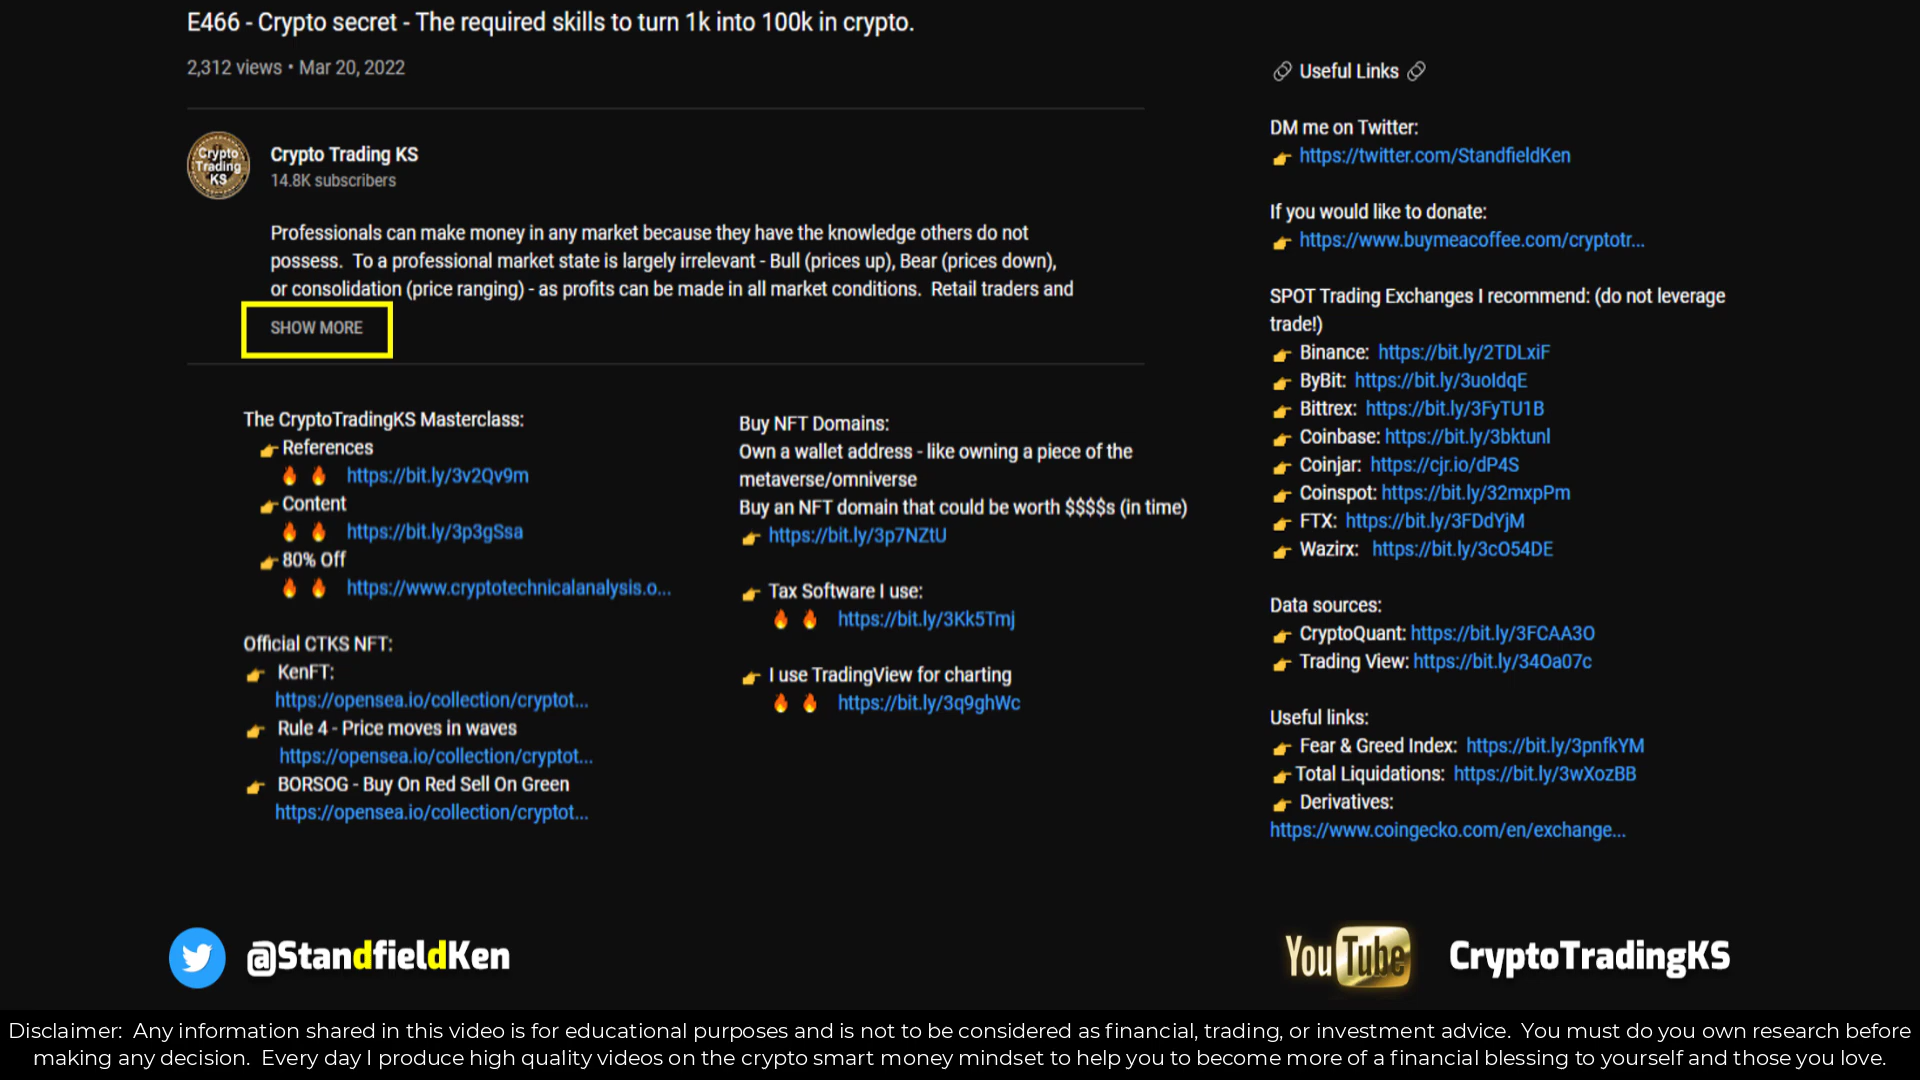 E466 - Crypto secret - The required skills to turn 1k into 100k in crypto.
2,312 views • Mar 20, 2022
Crypto Trading KS
Crypto Trading KS
14.8K subscribers
Professionals can make money in any market because they have the knowledge others do not
possess. To a professional market state is largely irrelevant - Bull (prices up), Bear (prices down),
or consolidation (price ranging) - as profits can be made in all market conditions. Retail traders and
SHOW MORE
The CryptoTradingKS Masterclass:
👉 References
🔥 🔥 https://bit.ly/3v2Qv9m
👉 Content
🔥 🔥 https://bit.ly/3p3gSsa
👉 80% Off
🔥 🔥 https://www.cryptotechnicalanalysis.o...
Official CTKS NFT:
👉 KenFT:
https://opensea.io/collection/cryptot...
👉 Rule 4 - Price moves in waves
https://opensea.io/collection/cryptot...
👉 BORSOG - Buy On Red Sell On Green
https://opensea.io/collection/cryptot...
Buy NFT Domains:
Own a wallet address - like owning a piece of the
metaverse/omniverse
Buy an NFT domain that could be worth $$$$s (in time)
👉 https://bit.ly/3p7NZtU
👉 Tax Software I use:
🔥 🔥 https://bit.ly/3Kk5Tmj
👉 I use TradingView for charting
🔥 🔥 https://bit.ly/3q9ghWc
🔗 Useful Links 🔗
DM me on Twitter:
👉 https://twitter.com/StandfieldKen
If you would like to donate:
👉 https://www.buymeacoffee.com/cryptotr...
SPOT Trading Exchanges I recommend: (do not leverage
trade!)
👉 Binance: https://bit.ly/2TDLxiF
👉 ByBit: https://bit.ly/3uoIdqE
👉 Bittrex: https://bit.ly/3FyTU1B
👉 Coinbase: https://bit.ly/3bktunl
👉 Coinjar: https://cjr.io/dP4S
👉 Coinspot: https://bit.ly/32mxpPm
👉 FTX: https://bit.ly/3FDdYjM
👉 Wazirx: https://bit.ly/3cO54DE
Data sources:
👉 CryptoQuant: https://bit.ly/3FCAA3O
👉 Trading View: https://bit.ly/34Oa07c
Useful links:
👉 Fear & Greed Index: https://bit.ly/3pnfkYM
👉 Total Liquidations: https://bit.ly/3wXozBB
👉 Derivatives:
https://www.coingecko.com/en/exchange...
@StandfieldKen
YouTube CryptoTradingKS
Disclaimer: Any information shared in this video is for educational purposes and is not to be considered as financial, trading, or investment advice. You must do you own research before
making any decision. Every day I produce high quality videos on the crypto smart money mindset to help you to become more of a financial blessing to yourself and those you love.